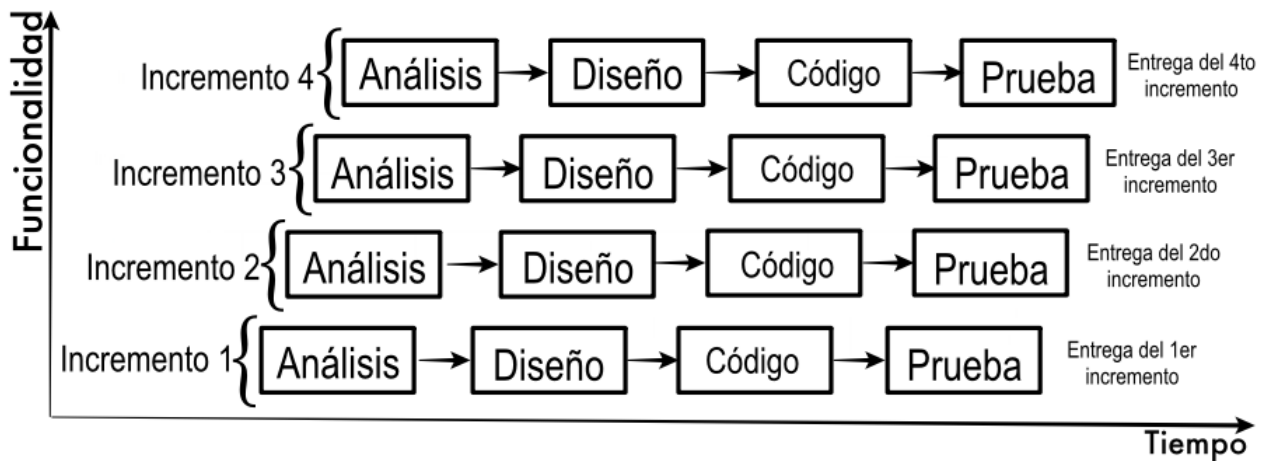 Funcionalidad
Incremento 4
Análisis
Diseño
Código
Prueba
Entrega del 4to
incremento
Incremento 3
Análisis
Diseño
Código
Prueba
Entrega del 3er
incremento
Incremento 2
Análisis
Diseño
Código
Prueba
Entrega del 2do
incremento
Incremento 1
Análisis
Diseño
Código
Prueba
Entrega del 1er
incremento
Tiempo